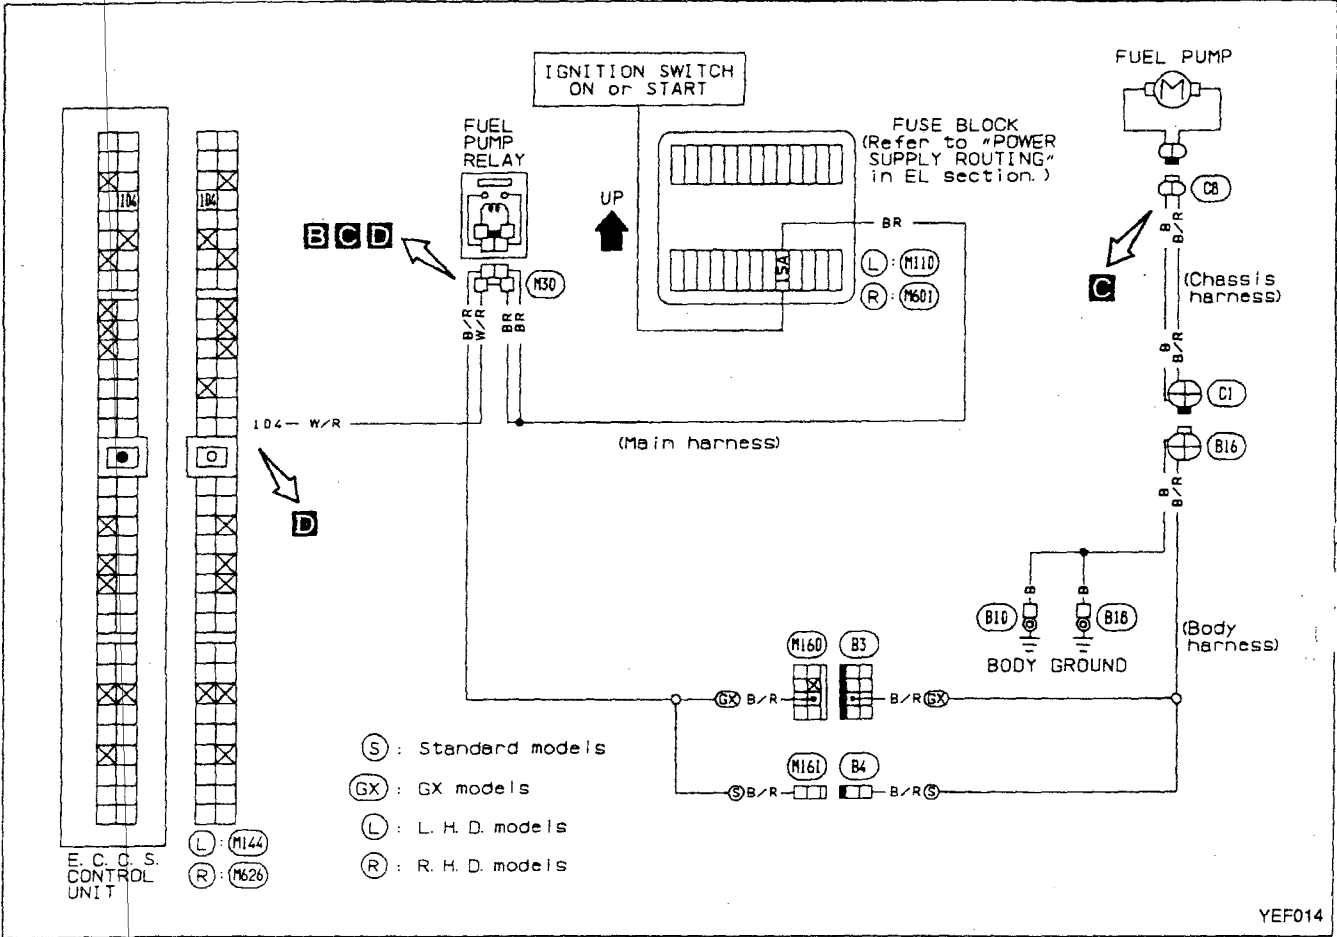 IGNITION SWITCH
ON or START
FUEL PUMP
M
FUEL
PUMP
RELAY
FUSE BLOCK
(Refer to "POWER
SUPPLY ROUTING"
in EL section.)
UP
104
104
B C D
M30
BR
15A
L : M110
R : M601
C8
B
B/R
C
(Chassis
harness)
B/R
W/R
BR
BR
B
B/R
C1
104 — W/R
(Main harness)
B16
B
B/R
D
B
B
B10
B18
BODY GROUND
(Body
harness)
M160
B3
GX B/R
B/R GX
S : Standard models
M161
B4
S B/R
B/R S
GX : GX models
L : L. H. D. models
R : R. H. D. models
L : M144
R : M626
E. C. C. S.
CONTROL
UNIT
YEF014